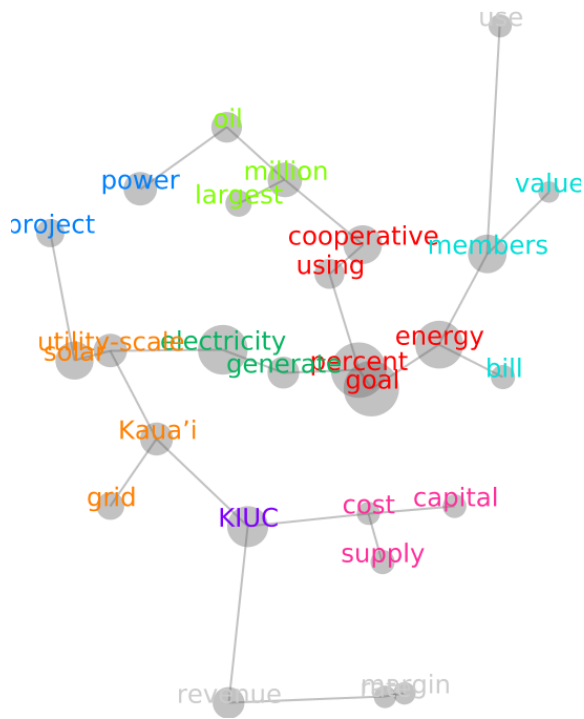 use
oil
power
million
largest
value
project
cooperative
members
using
utility-scale
electricity
energy
solar
generate
percent
bill
goal
Kaua’i
grid
cost
capital
KIUC
supply
revenue
margin